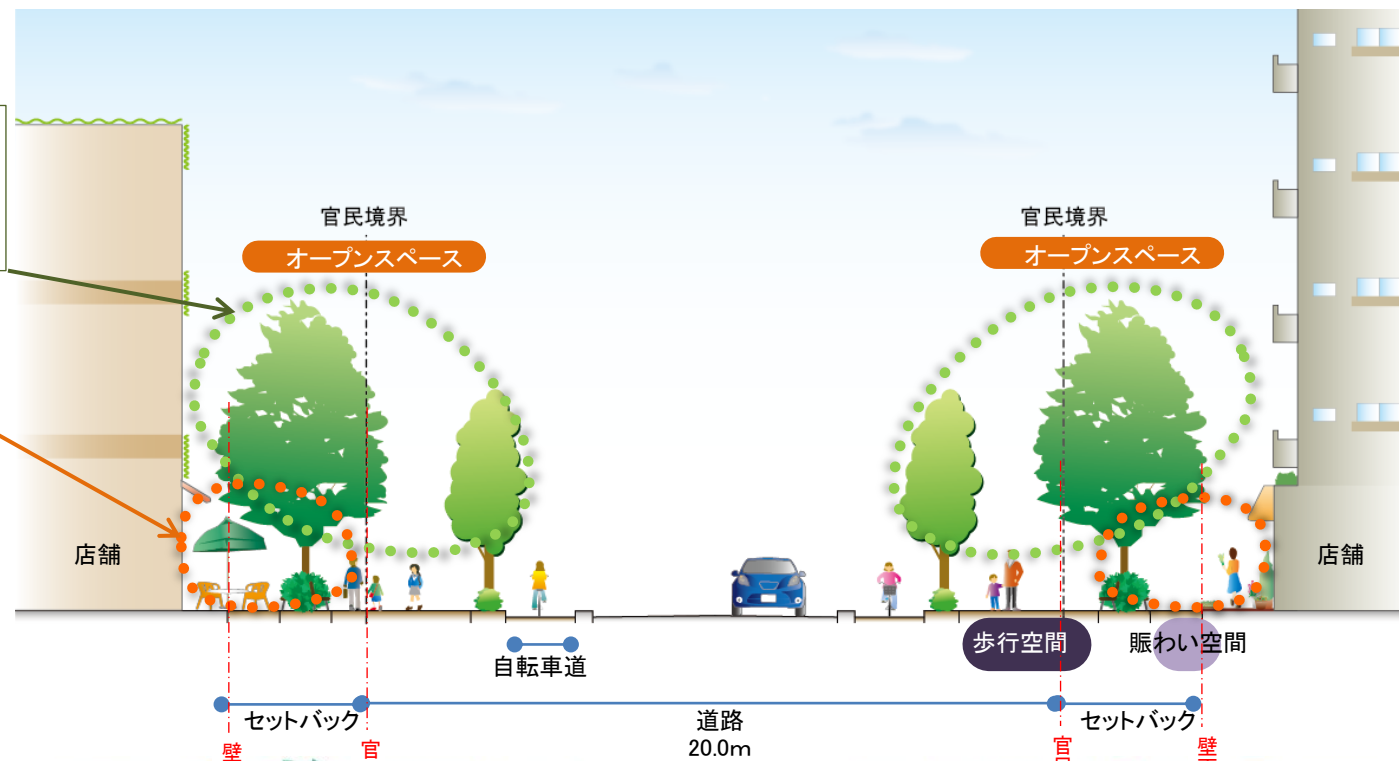 官民境界
官民境界
オープンスペース
オープンスペース
店舗
店舗
自転車道
歩行空間
賑わい空間
セットバック
道路
セットバック
20.0m
壁
官
官
壁